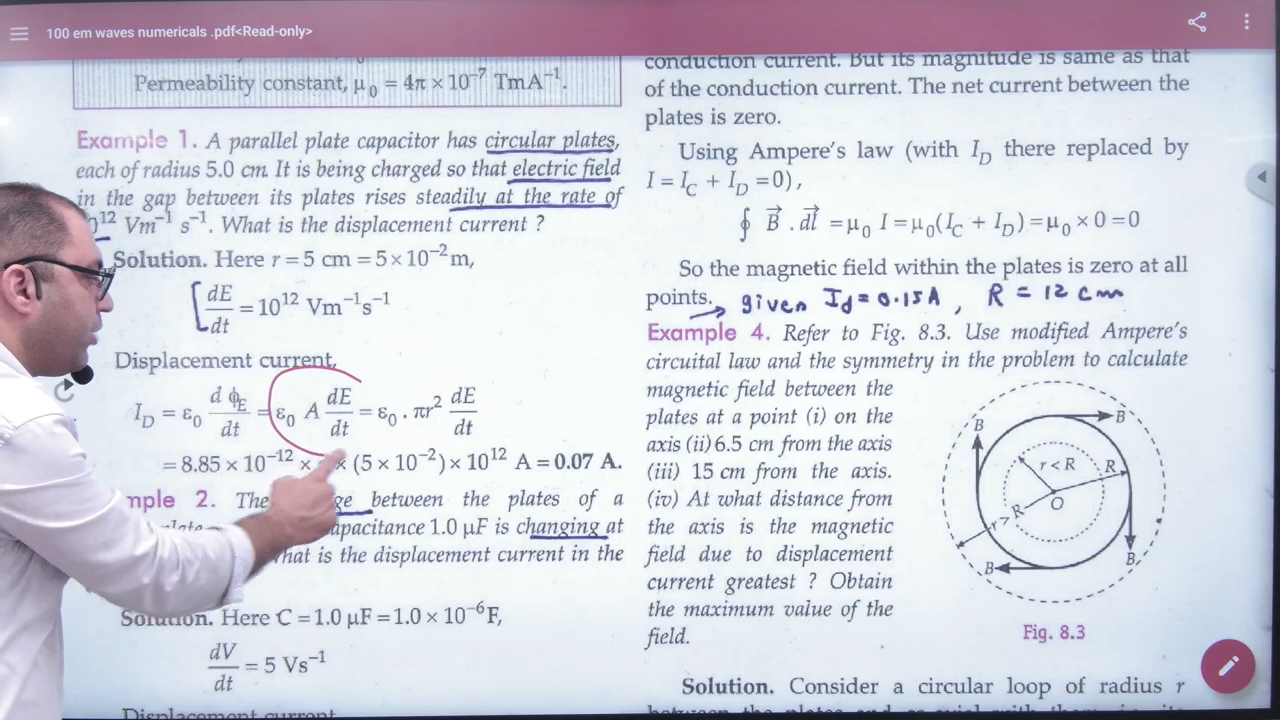 100 em waves numericals .pdf<Read-only>
Permeability constant, μ₀ = 4π × 10⁻⁷ TmA⁻¹.
Example 1. A parallel plate capacitor has circular plates,
each of radius 5.0 cm. It is being charged so that electric field
in the gap between its plates rises steadily at the rate of
Vm⁻¹ s⁻¹. What is the displacement current ?
Solution. Here r = 5 cm = 5×10⁻² m,
dE/dt = 10¹² Vm⁻¹s⁻¹
Displacement current,
I_D = ε₀ dϕ_E/dt = ε₀ A dE/dt = ε₀ . πr² dE/dt
= 8.85 × 10⁻¹² × × (5 × 10⁻²) × 10¹² A = 0.07 A.
2. The between the plates of a
capacitance 1.0 μF is changing at
What is the displacement current in the
Solution. Here C = 1.0 μF = 1.0 × 10⁻⁶ F,
dV/dt = 5 Vs⁻¹
Displacement current
conduction current. But its magnitude is same as that
of the conduction current. The net current between the
plates is zero.
Using Ampere's law (with I_D there replaced by
I = I_C + I_D = 0),
∮ B⃗ . dl⃗ = μ₀ I = μ₀(I_C + I_D) = μ₀ × 0 = 0
So the magnetic field within the plates is zero at all
points. → given Id = 0.15A , R = 12 cm
Example 4. Refer to Fig. 8.3. Use modified Ampere's
circuital law and the symmetry in the problem to calculate
magnetic field between the
plates at a point (i) on the
axis (ii) 6.5 cm from the axis
(iii) 15 cm from the axis.
(iv) At what distance from
the axis is the magnetic
field due to displacement
current greatest ? Obtain
the maximum value of the
field.
B
B
r < R
R
O
r > R
B
B
Fig. 8.3
Solution. Consider a circular loop of radius r